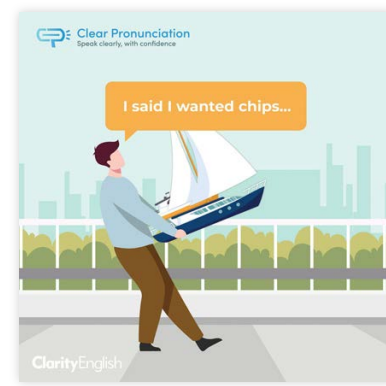 Clear Pronunciation
Speak clearly, with confidence
I said I wanted chips...
ClarityEnglish